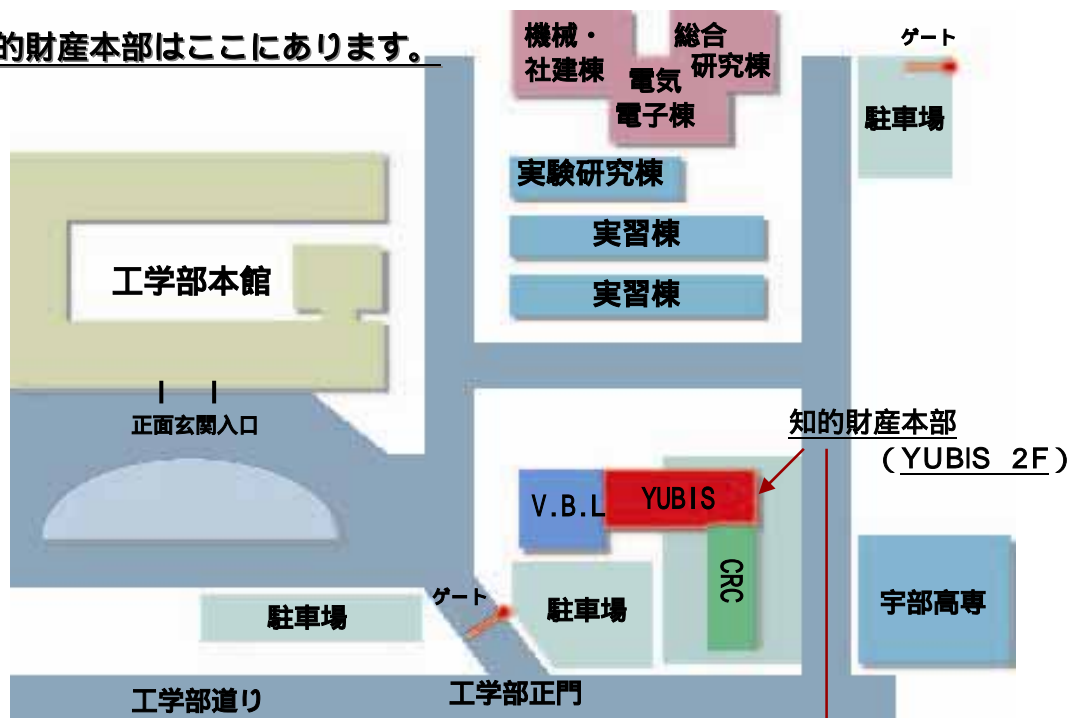 的財産本部はここにあります。
機械・
社建棟
総合
研究棟
電気
電子棟
ゲート
駐車場
実験研究棟
実習棟
実習棟
工学部本館
正面玄関入口
知的財産本部
（YUBIS 2F）
V.B.L
YUBIS
CRC
ゲート
駐車場
駐車場
宇部高専
工学部道り
工学部正門